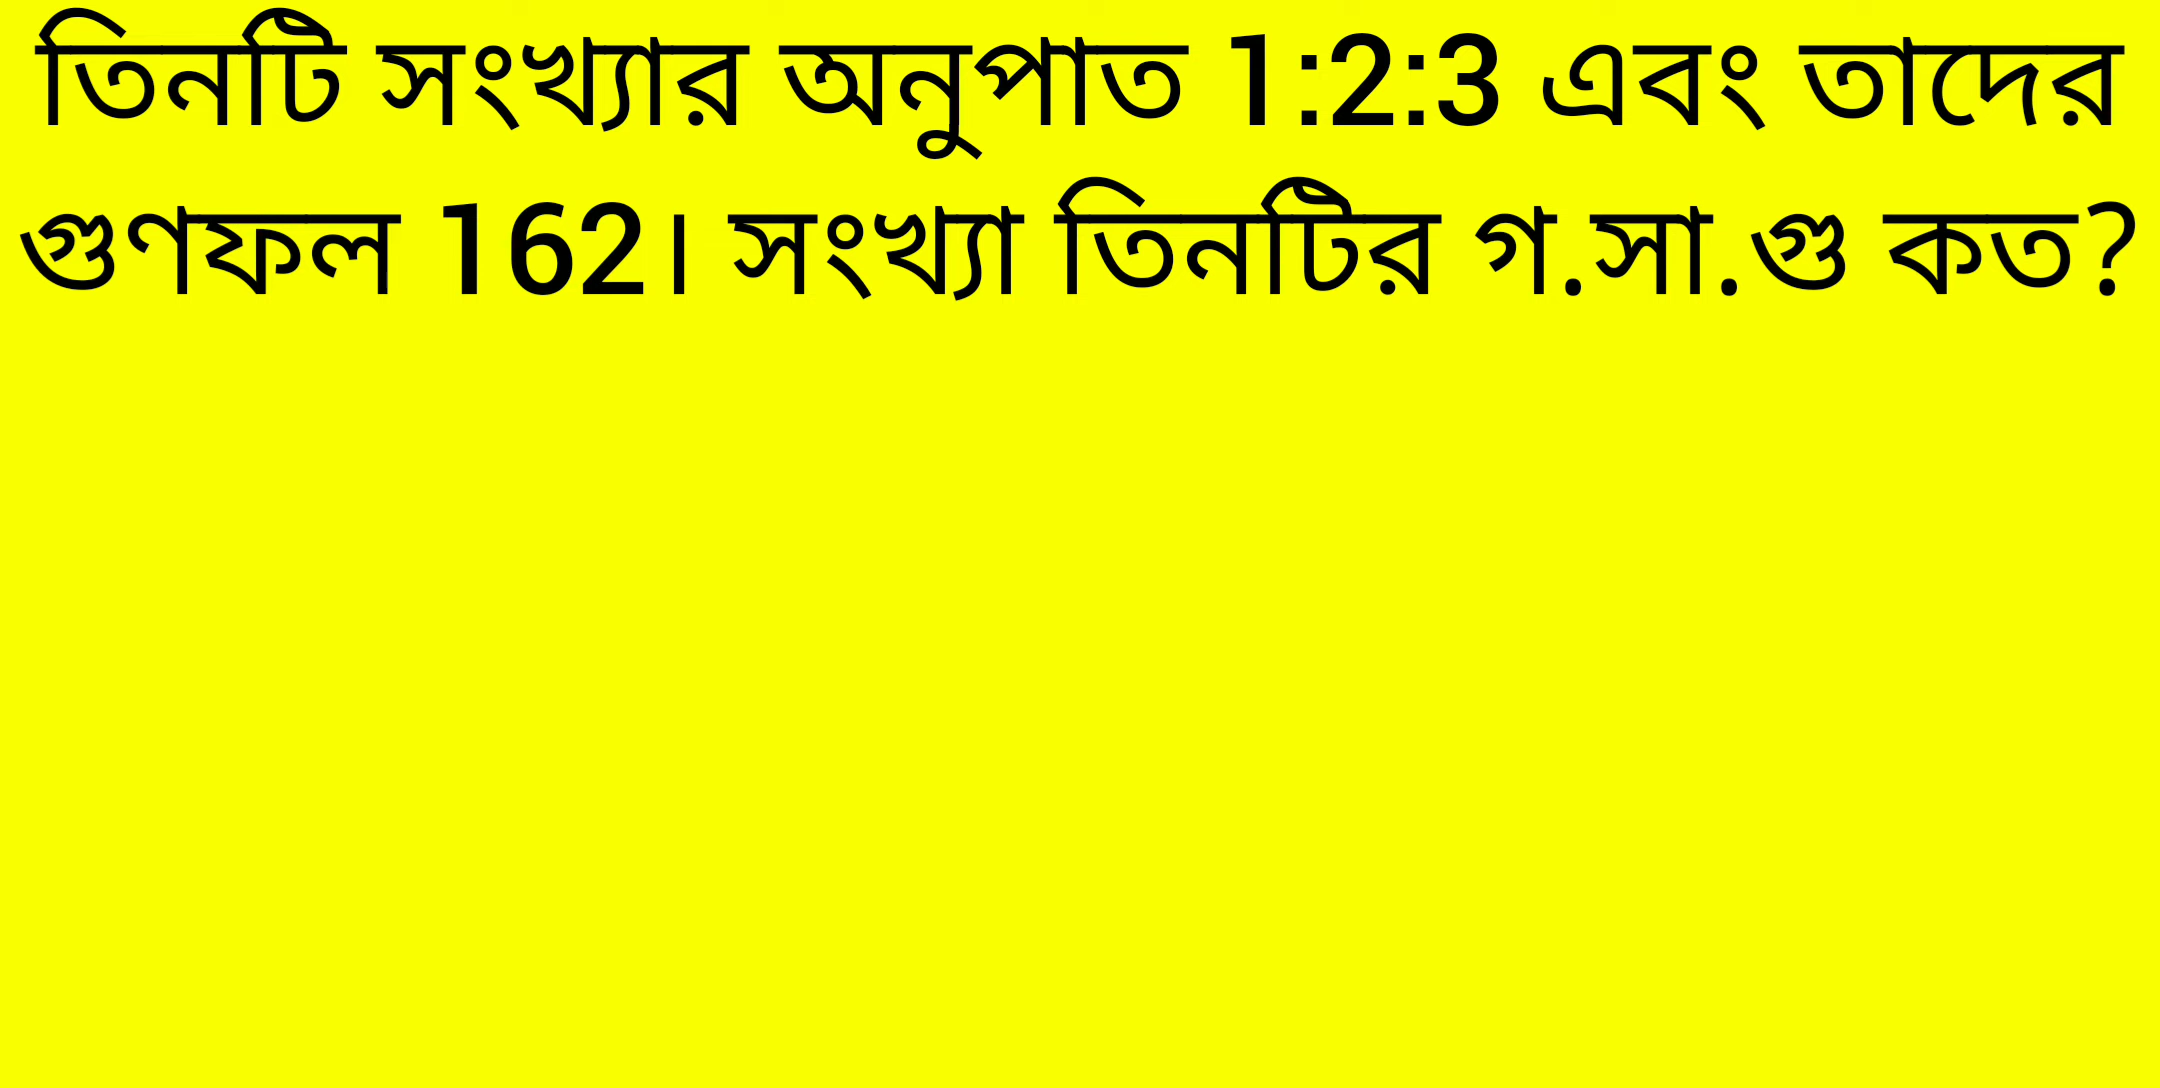 তিনটি সংখ্যার অনুপাত 1:2:3 এবং তাদের
গুণফল 162। সংখ্যা তিনটির গ.সা.গু কত?